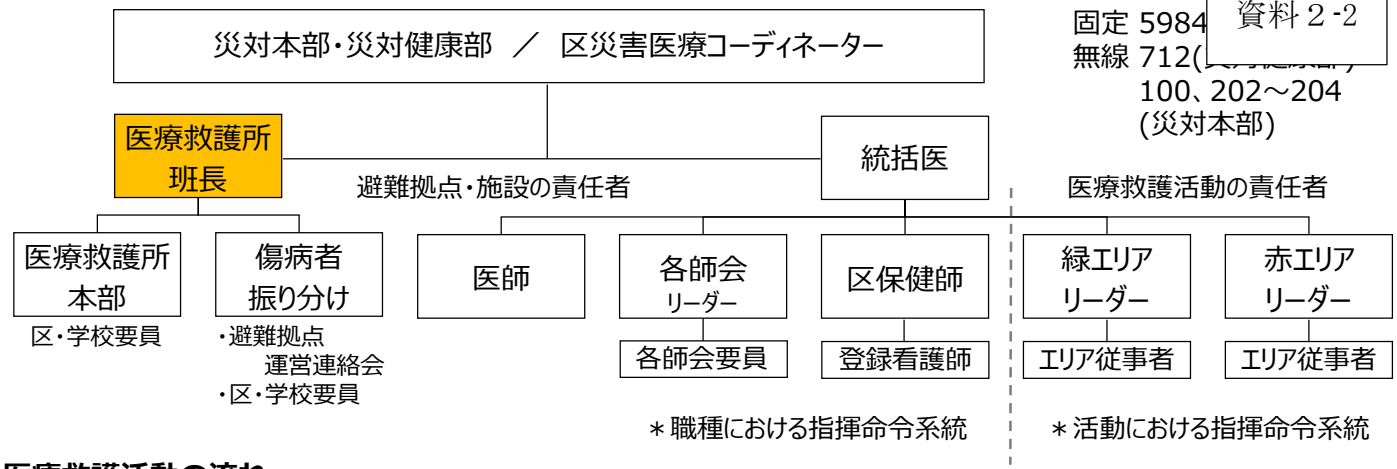 資料２-2
固定 5984
無線 712(
100、202～204
(災対本部)
災対本部・災対健康部 ／ 区災害医療コーディネーター
医療救護所
班長
統括医
避難拠点・施設の責任者
医療救護活動の責任者
医療救護所
本部
傷病者
振り分け
医師
各師会
リーダー
区保健師
緑エリア
リーダー
赤エリア
リーダー
区・学校要員
・避難拠点
運営連絡会
・区・学校要員
各師会要員
登録看護師
エリア従事者
エリア従事者
＊職種における指揮命令系統
＊活動における指揮命令系統